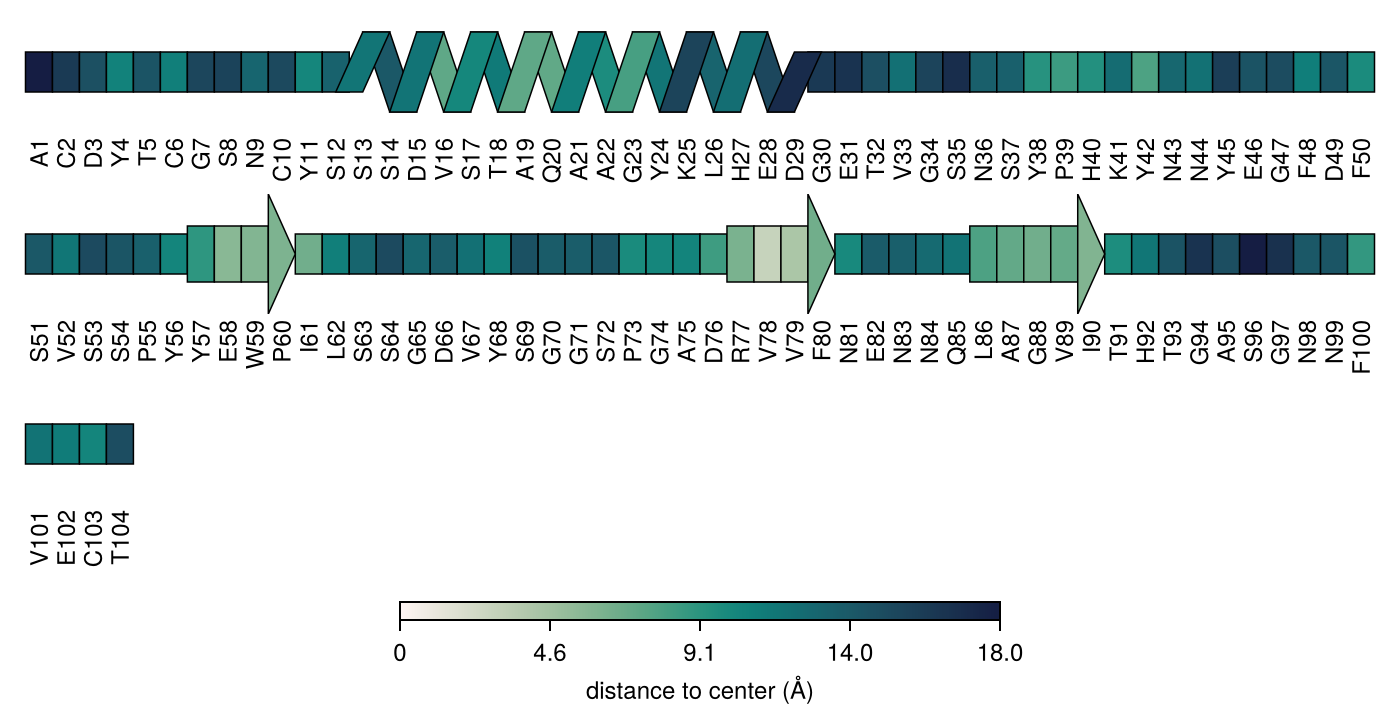 A1 C2 D3 Y4 T5 C6 G7 S8 N9 C10 Y11 S12 S13 S14 D15 V16 S17 T18 A19 Q20 A21 A22 G23 Y24 K25 L26 H27 E28 D29 G30 E31 T32 V33 G34 S35 N36 S37 Y38 P39 H40 K41 Y42 N43 N44 Y45 E46 G47 F48 D49 F50
S51 V52 S53 S54 P55 Y56 Y57 E58 W59 P60 I61 L62 S63 S64 G65 D66 V67 Y68 S69 G70 G71 S72 P73 G74 A75 D76 R77 V78 V79 F80 N81 E82 N83 N84 Q85 L86 A87 G88 V89 I90 T91 H92 T93 G94 A95 S96 G97 N98 N99 F100
V101 E102 C103 T104
0 4.6 9.1 14.0 18.0
distance to center (Å)